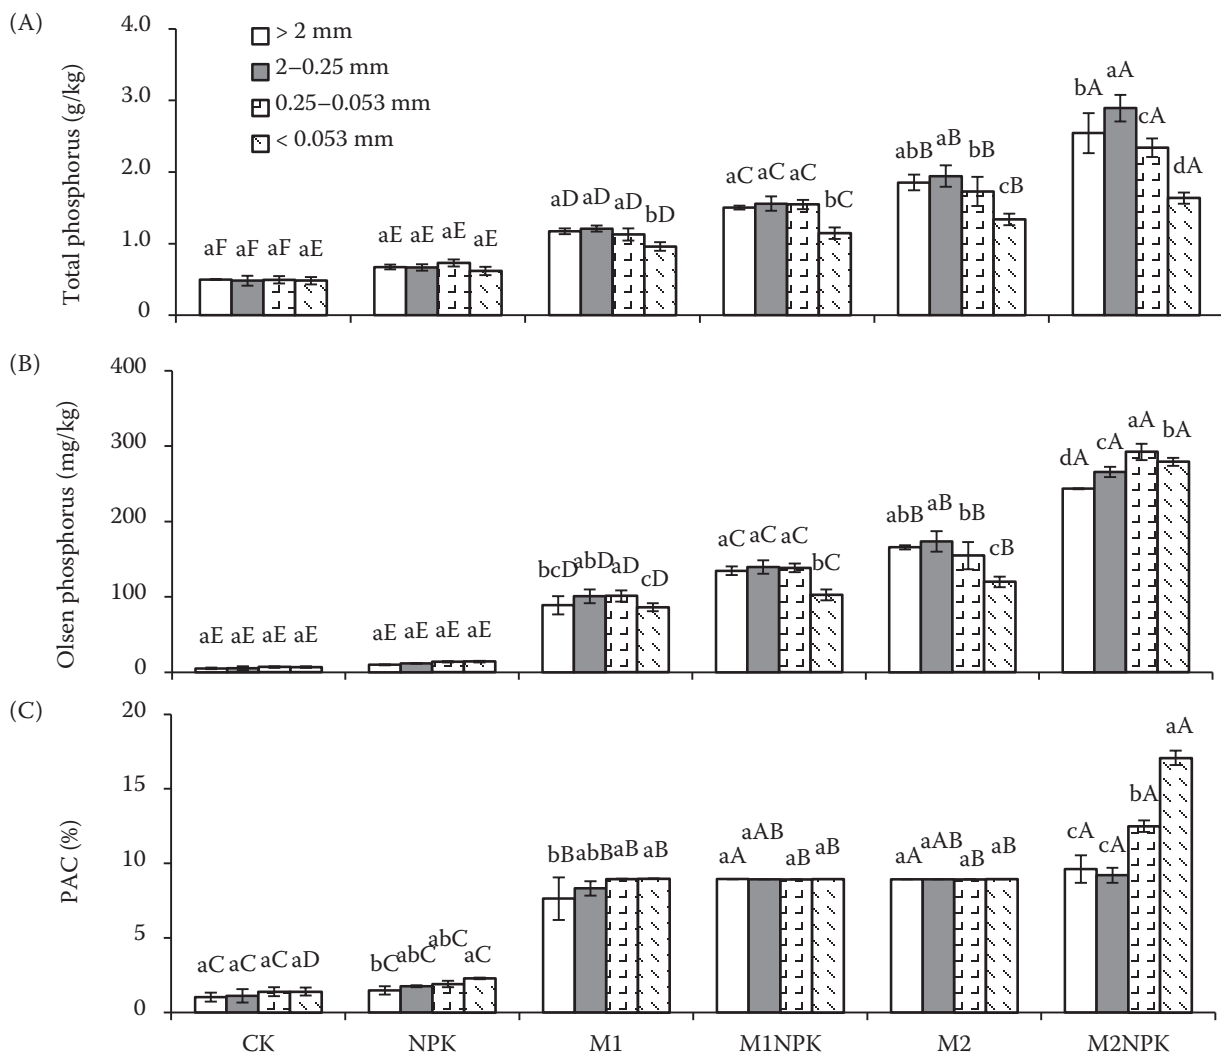 (A)
Total phosphorus (g/kg)
4.0
3.0
2.0
1.0
0
> 2 mm
2–0.25 mm
0.25–0.053 mm
< 0.053 mm
aF aF aF aE
aE aE aE aE
aD aD aD bD
aC aC aC bC
abB aB bB cB
bA aA cA dA
(B)
Olsen phosphorus (mg/kg)
400
300
200
100
0
aE aE aE aE
aE aE aE aE
bcD abD aD cD
aC aC aC bC
abB aB bB cB
dA cA aA bA
(C)
PAC (%)
20
15
10
5
0
aC aC aC aD
bC abC abC aC
bB abB aB aB
aA aAB aB aB
aA aAB aB aB
cA cA bA aA
CK NPK M1 M1NPK M2 M2NPK